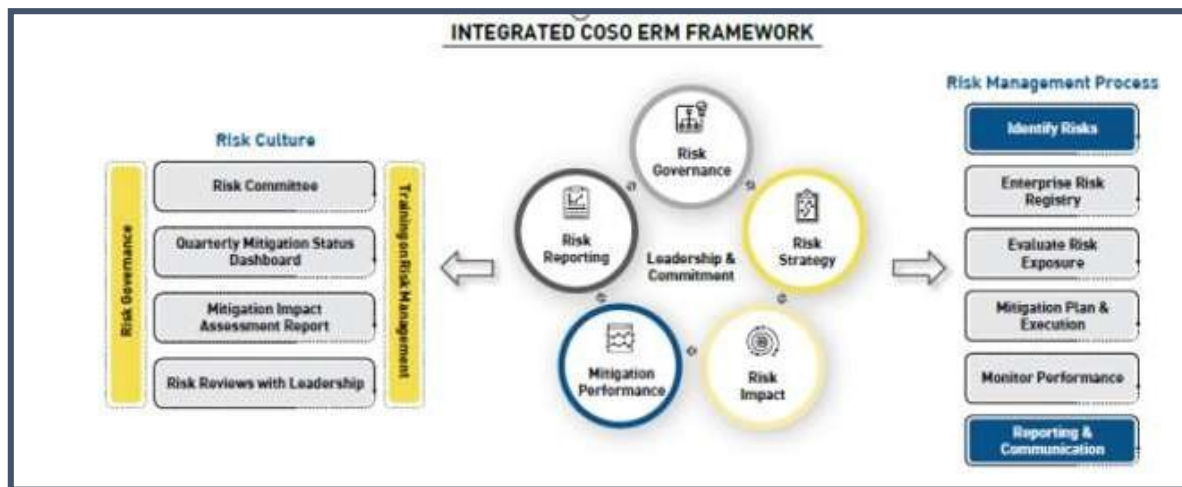 INTEGRATED COSO ERM FRAMEWORK
Risk Culture
Risk Governance
Risk Committee
Quarterly Mitigation Status
Dashboard
Mitigation Impact
Assessment Report
Risk Reviews with Leadership
Training on Risk Management
Risk
Governance
Risk
Reporting
Risk
Strategy
Leadership &
Commitment
Mitigation
Performance
Risk
Impact
Risk Management Process
Identify Risks
Enterprise Risk
Registry
Evaluate Risk
Exposure
Mitigation Plan &
Execution
Monitor Performance
Reporting &
Communication